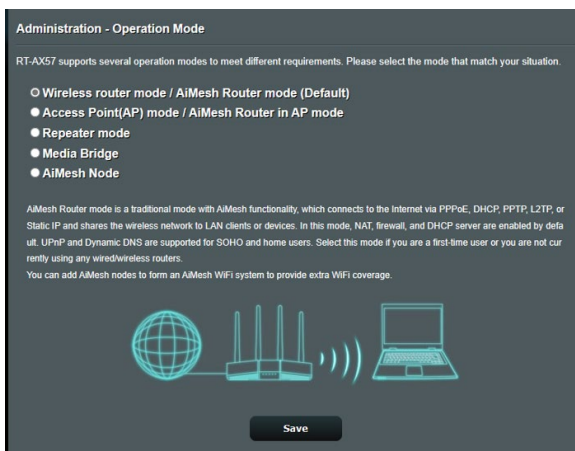 Administration - Operation Mode
RT-AX57 supports several operation modes to meet different requirements. Please select the mode that match your situation.
Wireless router mode / AiMesh Router mode (Default)
Access Point(AP) mode / AiMesh Router in AP mode
Repeater mode
Media Bridge
AiMesh Node
AiMesh Router mode is a traditional mode with AiMesh functionality, which connects to the Internet via PPPoE, DHCP, PPTP, L2TP, or
Static IP and shares the wireless network to LAN clients or devices. In this mode, NAT, firewall, and DHCP server are enabled by defa
ult. UPnP and Dynamic DNS are supported for SOHO and home users. Select this mode if you are a first-time user or you are not cur
rently using any wired/wireless routers.
You can add AiMesh nodes to form an AiMesh WiFi system to provide extra WiFi coverage.
Save